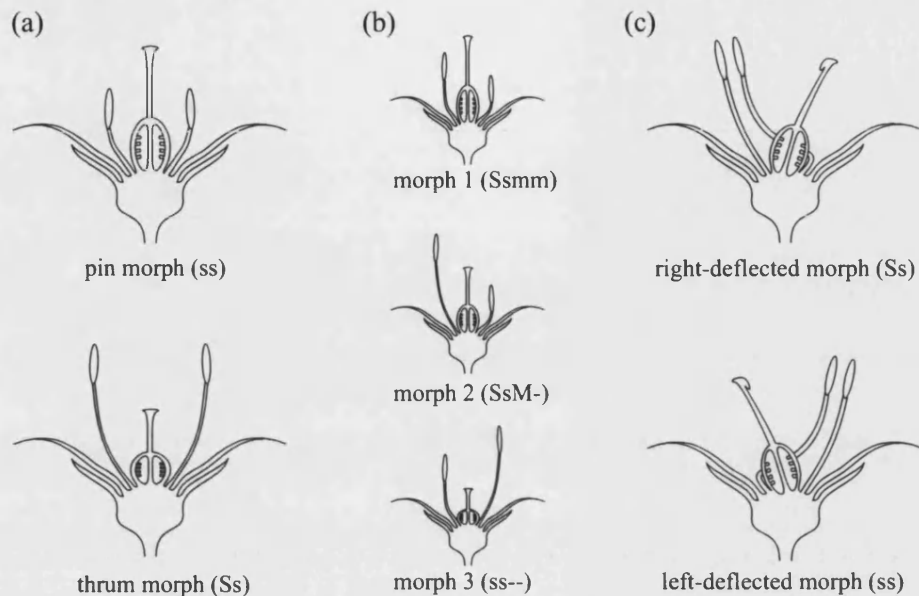 (a)
pin morph (ss)
thrum morph (Ss)
(b)
morph 1 (Ssmm)
morph 2 (SsM-)
morph 3 (ss--)
(c)
right-deflected morph (Ss)
left-deflected morph (ss)